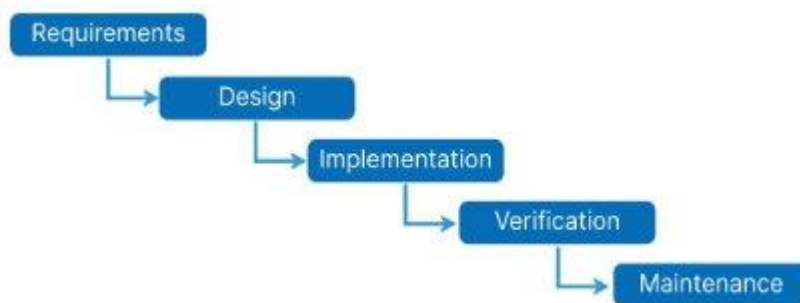 Requirements
Design
Implementation
Verification
Maintenance